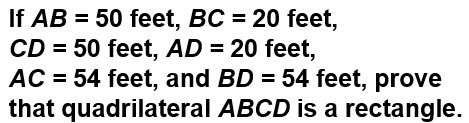 If AB = 50 feet, BC = 20 feet,
CD = 50 feet, AD = 20 feet,
AC = 54 feet, and BD = 54 feet, prove
that quadrilateral ABCD is a rectangle.